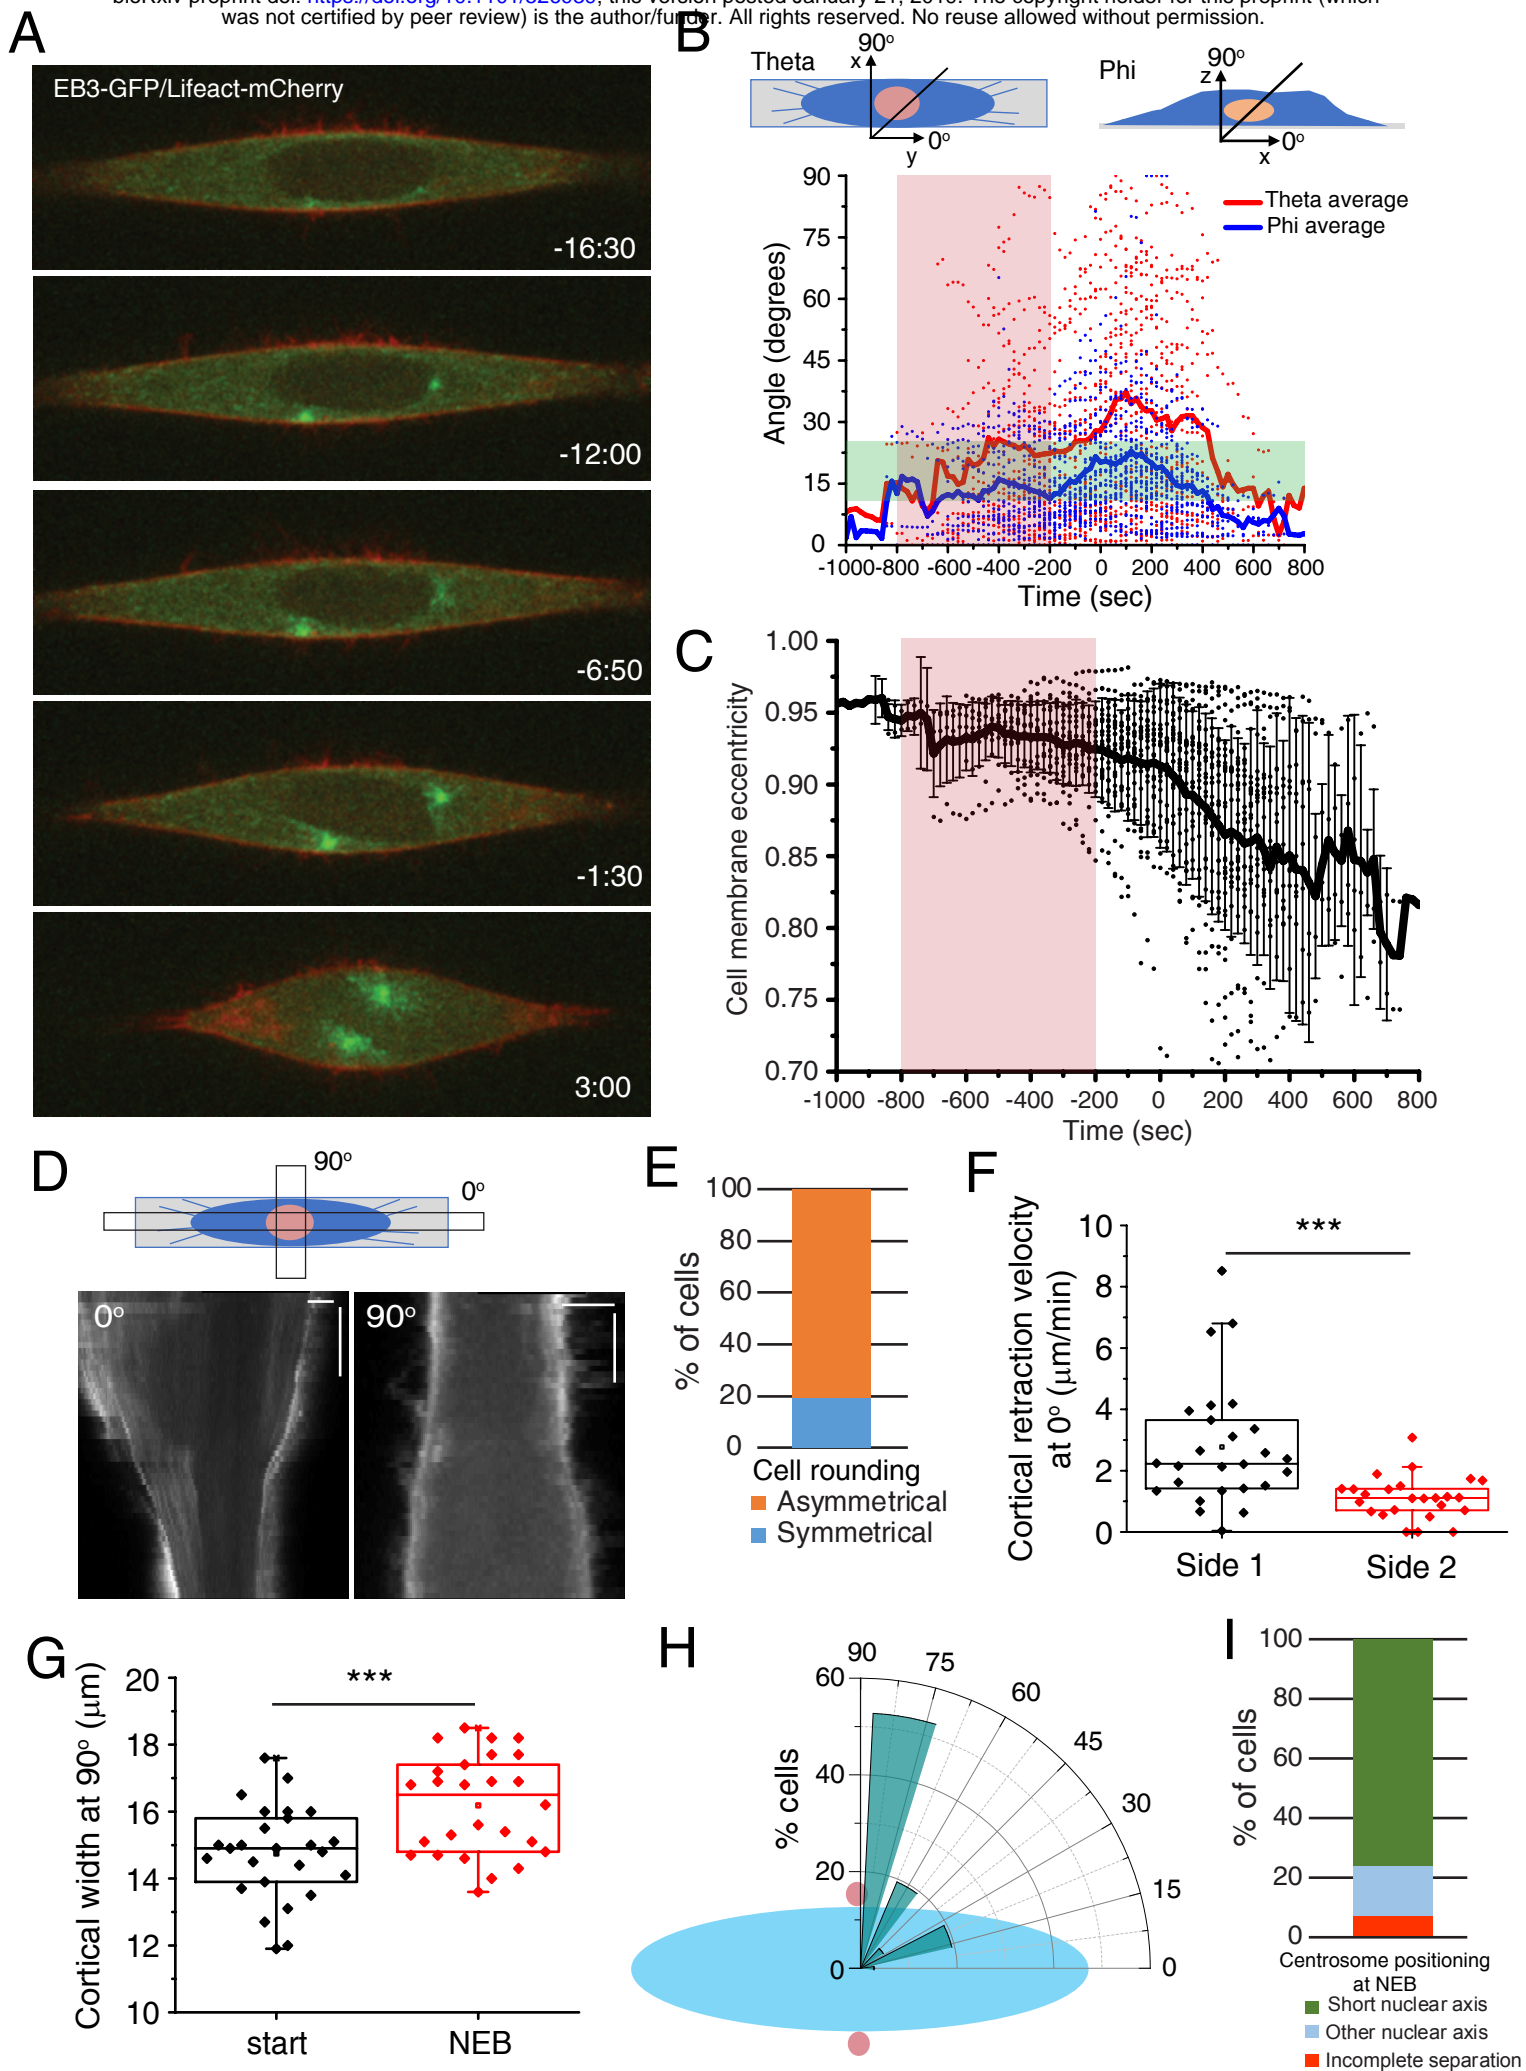 was not certified by peer review) is the author/funder. All rights reserved. No reuse allowed without permission.
A
EB3-GFP/Lifeact-mCherry
-16:30
-12:00
-6:50
-1:30
3:00
B
Theta
90o
x
0o
y
Phi
90o
z
0o
x
Theta average
Phi average
Angle (degrees)
90
75
60
45
30
15
0
-1000 -800 -600 -400 -200 0 200 400 600 800
Time (sec)
C
Cell membrane eccentricity
1.00
0.95
0.90
0.85
0.80
0.75
0.70
-1000 -800 -600 -400 -200 0 200 400 600 800
Time (sec)
D
90o
0o
0o
90o
E
% of cells
100
80
60
40
20
0
Cell rounding
Asymmetrical
Symmetrical
F
Cortical retraction velocity
at 0o (μm/min)
10
8
6
4
2
0
***
Side 1
Side 2
G
Cortical width at 90o (μm)
20
18
16
14
12
10
***
start
NEB
H
% cells
60
40
20
0
90
75
60
45
30
15
0
I
% of cells
100
80
60
40
20
0
Centrosome positioning
at NEB
Short nuclear axis
Other nuclear axis
Incomplete separation